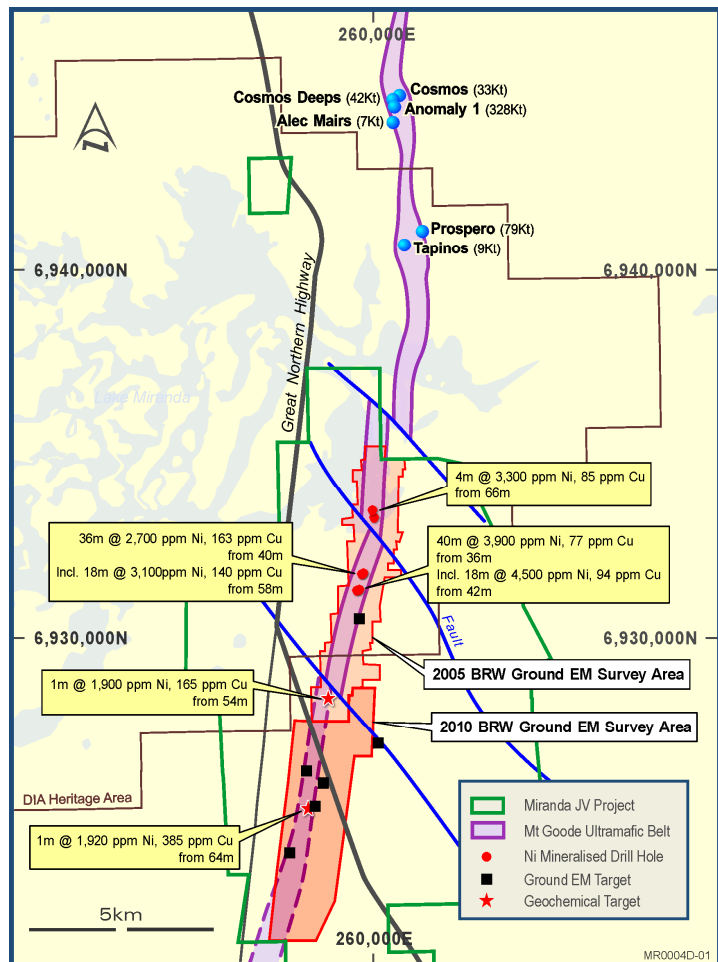 260,000E
Cosmos (33Kt)
Cosmos Deeps (42Kt)
Anomaly 1 (328Kt)
Alec Mairs (7Kt)
N
Prospero (79Kt)
Tapinos (9Kt)
6,940,000N
6,940,000N
Great Northern Highway
Lake Miranda
4m @ 3,300 ppm Ni, 85 ppm Cu
from 66m
36m @ 2,700 ppm Ni, 163 ppm Cu
from 40m
Incl. 18m @ 3,100ppm Ni, 140 ppm Cu
from 58m
40m @ 3,900 ppm Ni, 77 ppm Cu
from 36m
Incl. 18m @ 4,500 ppm Ni, 94 ppm Cu
from 42m
Fault
6,930,000N
6,930,000N
2005 BRW Ground EM Survey Area
1m @ 1,900 ppm Ni, 165 ppm Cu
from 54m
2010 BRW Ground EM Survey Area
DIA Heritage Area
1m @ 1,920 ppm Ni, 385 ppm Cu
from 64m
Miranda JV Project
Mt Goode Ultramafic Belt
Ni Mineralised Drill Hole
Ground EM Target
Geochemical Target
5km
260,000E
MR0004D-01